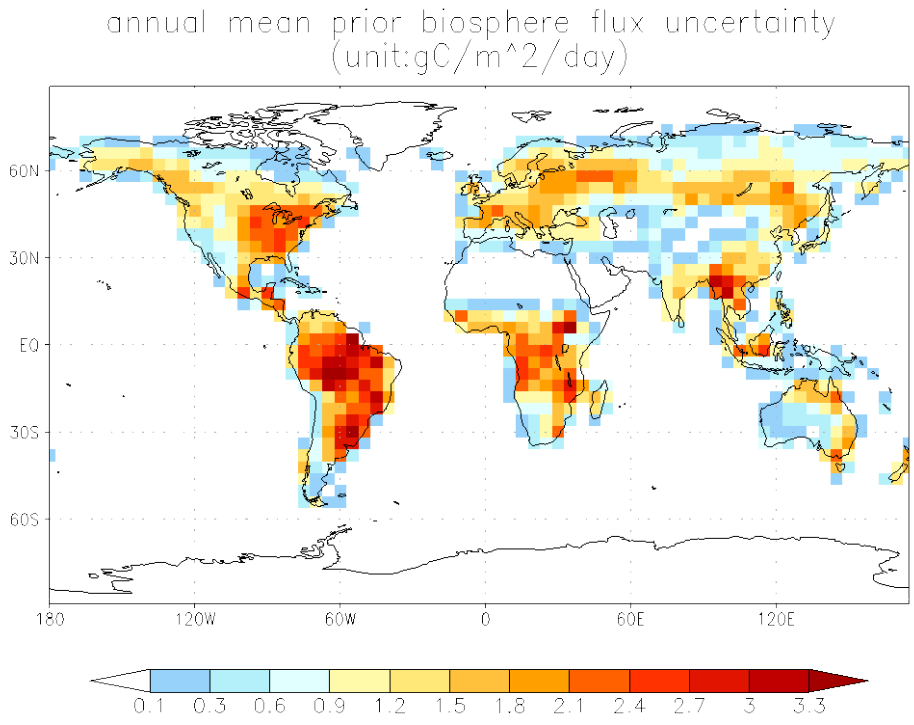 annual mean prior biosphere flux uncertainty
(unit:gC/m^2/day)
60N
30N
EQ
30S
60S
180 120W 60W 0 60E 120E
0.1 0.3 0.6 0.9 1.2 1.5 1.8 2.1 2.4 2.7 3 3.3